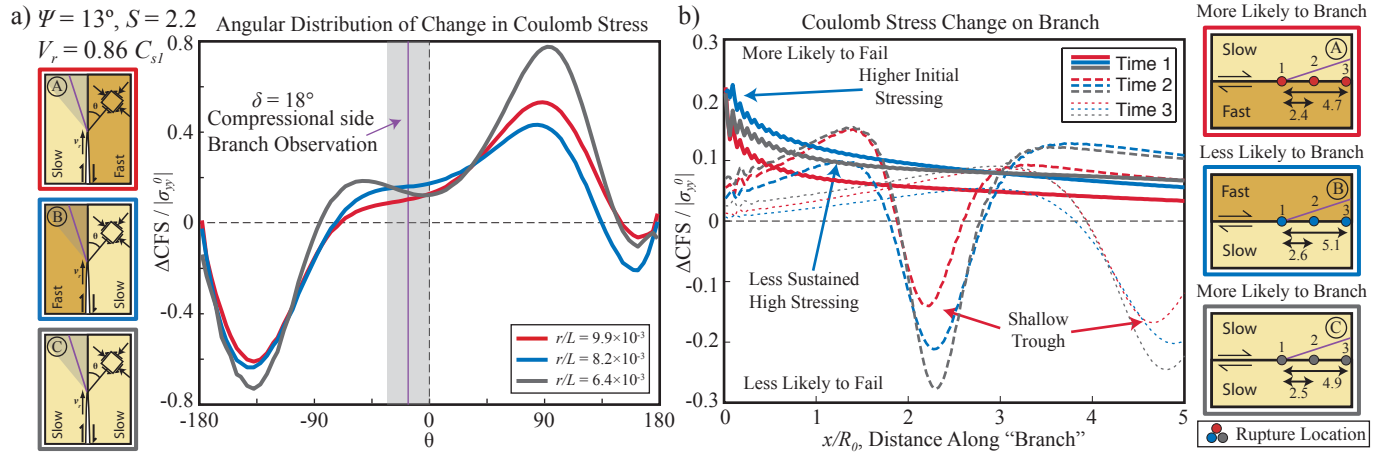 a) Ψ = 13º, S = 2.2
V_r = 0.86 C_s1
A
θ
v_r
Slow
Fast
B
θ
v_r
Fast
Slow
C
θ
v_r
Slow
Slow
Angular Distribution of Change in Coulomb Stress
ΔCFS / |σ_yy^0|
0.8
0.4
0
-0.4
-0.8
δ = 18°
Compressional side
Branch Observation
r/L = 9.9×10⁻³
r/L = 8.2×10⁻³
r/L = 6.4×10⁻³
-180
-90
0
90
180
θ
b)
Coulomb Stress Change on Branch
ΔCFS / |σ_yy^0|
0.3
0.2
0.1
0
-0.1
-0.2
-0.3
More Likely to Fail
Higher Initial
Stressing
Time 1
Time 2
Time 3
Less Sustained
High Stressing
Shallow
Trough
Less Likely to Fail
0
1
2
3
4
5
x/R_0, Distance Along “Branch”
More Likely to Branch
Slow
A
1
2
3
Fast
2.4
4.7
Less Likely to Branch
Fast
B
1
2
3
Slow
2.6
5.1
More Likely to Branch
Slow
C
1
2
3
Slow
2.5
4.9
Rupture Location